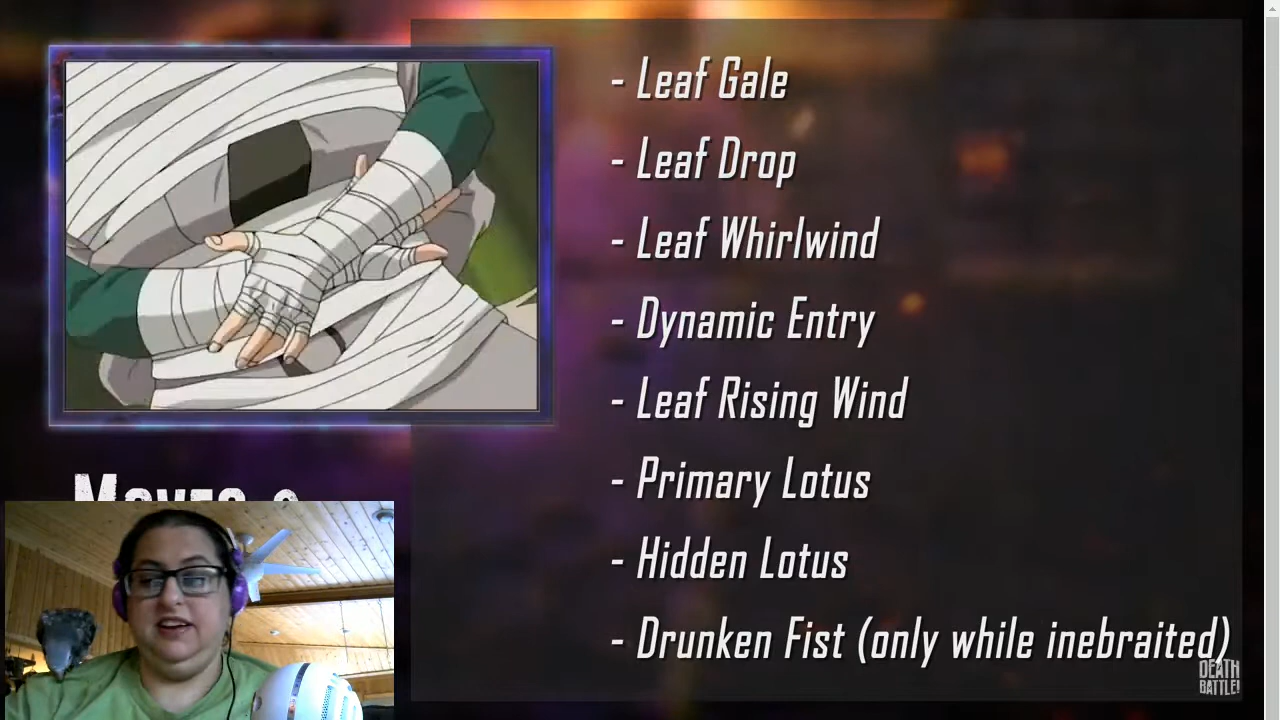 - Leaf Gale
- Leaf Drop
- Leaf Whirlwind
- Dynamic Entry
- Leaf Rising Wind
- Primary Lotus
- Hidden Lotus
- Drunken Fist (only while inebraited)
DEATH
BATTLE!